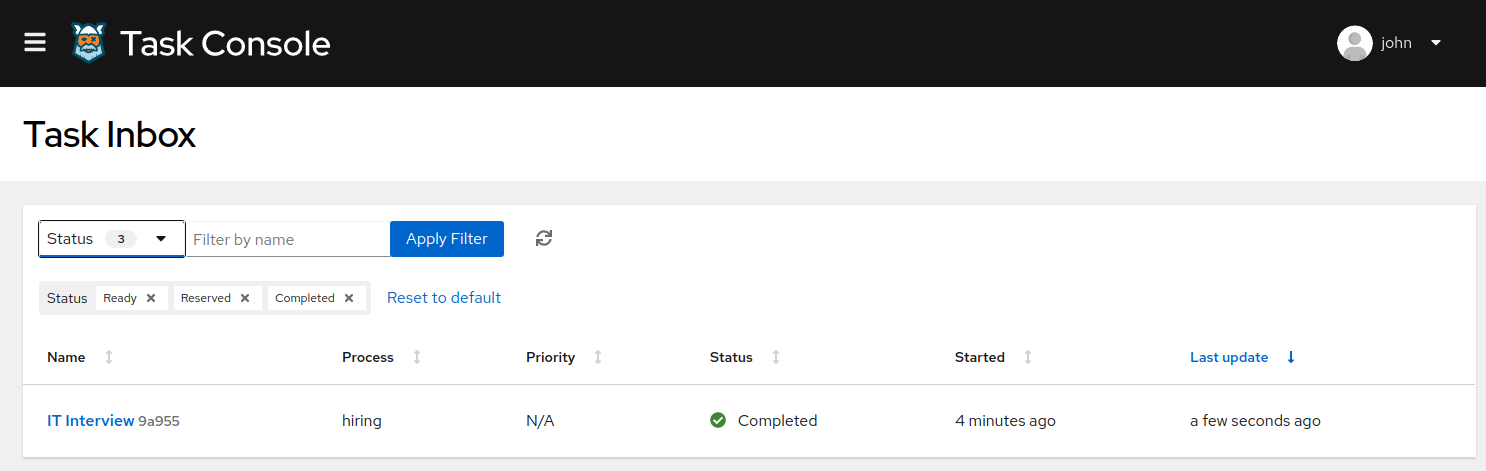 Task Console
john
Task Inbox
Status 3 Filter by name Apply Filter
Status Ready Reserved Completed Reset to default
Name Process Priority Status Started Last update
IT Interview 9a955 hiring N/A Completed 4 minutes ago a few seconds ago